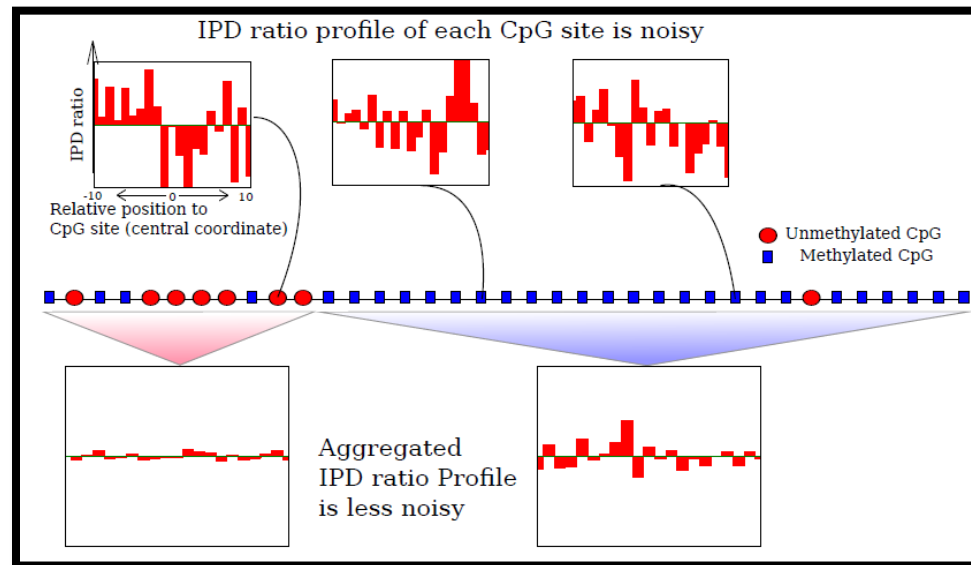 IPD ratio profile of each CpG site is noisy
IPD ratio
-10
0
10
Relative position to
CpG site (central coordinate)
Unmethylated CpG
Methylated CpG
Aggregated
IPD ratio Profile
is less noisy